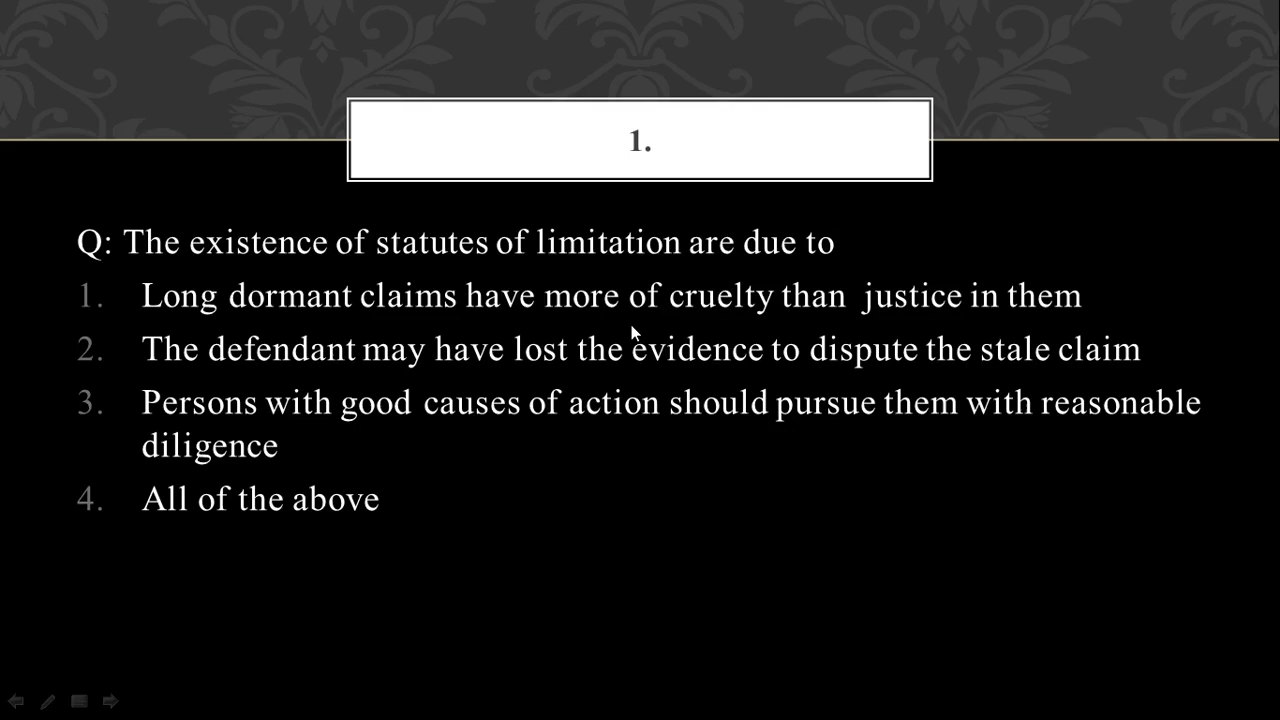 1.
Q: The existence of statutes of limitation are due to
1. Long dormant claims have more of cruelty than justice in them
2. The defendant may have lost the evidence to dispute the stale claim
3. Persons with good causes of action should pursue them with reasonable
diligence
4. All of the above